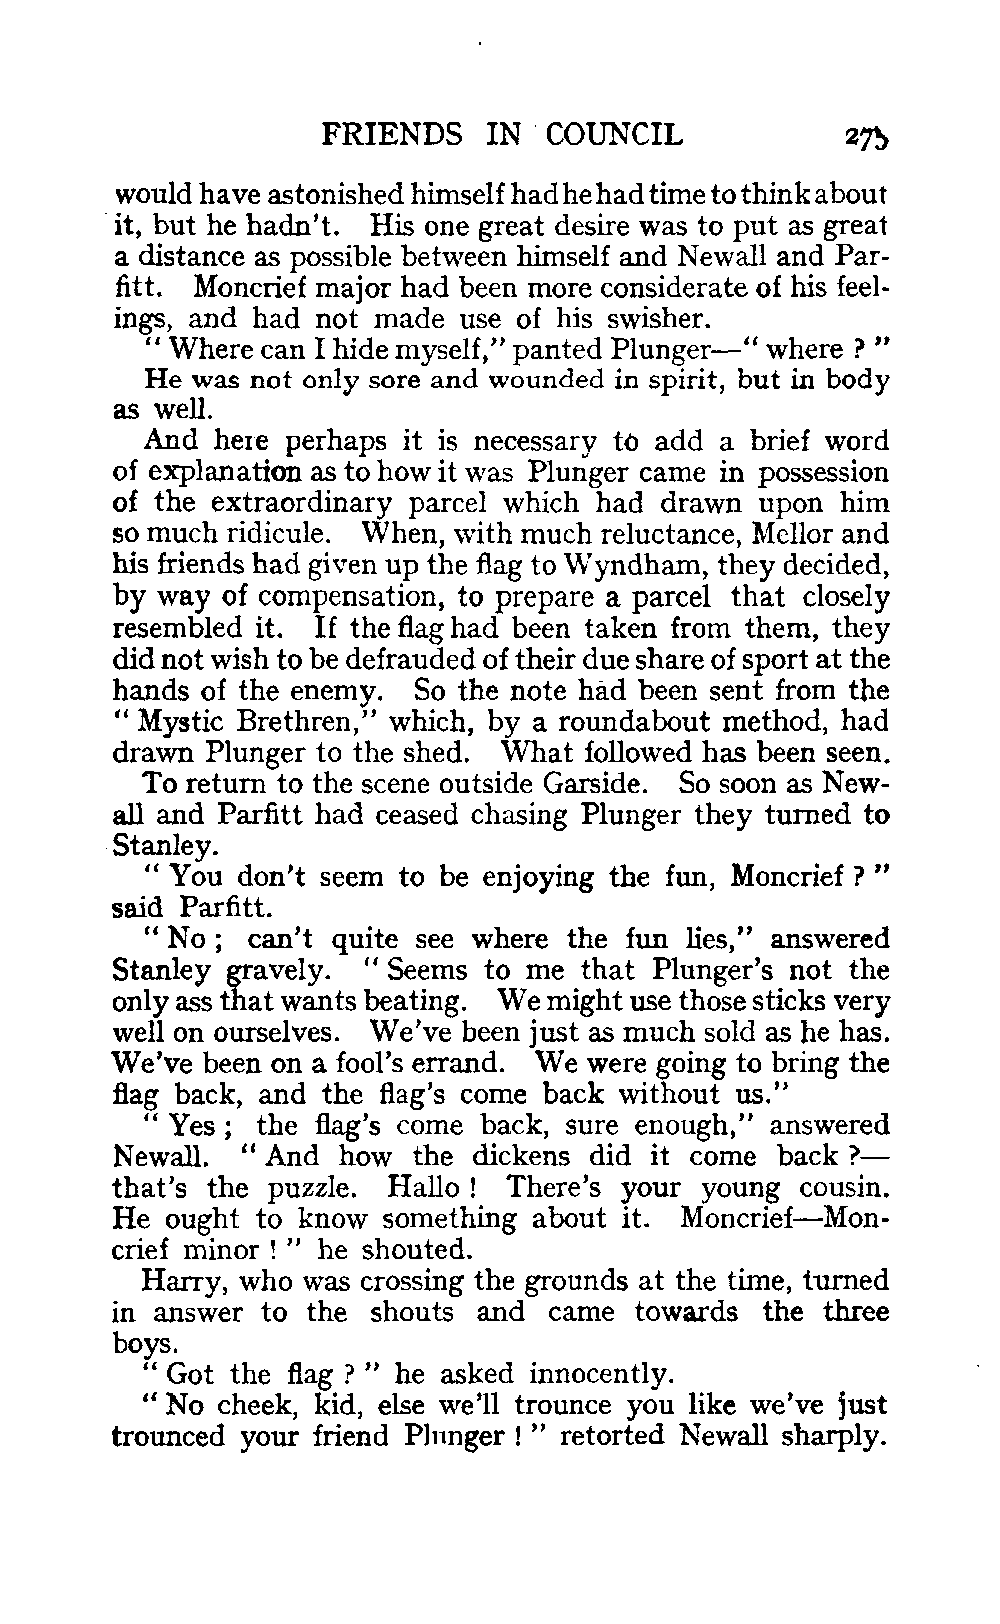 FRIENDS IN COUNCIL 275
would have astonished himself had he had time to think about
it, but he hadn't. His one great desire was to put as great
a distance as possible between himself and Newall and Par-
fitt. Moncrief major had been more considerate of his feel-
ings, and had not made use of his swisher.
" Where can I hide myself," panted Plunger—" where ? "
He was not only sore and wounded in spirit, but in body
as well.
And here perhaps it is necessary to add a brief word
of explanation as to how it was Plunger came in possession
of the extraordinary parcel which had drawn upon him
so much ridicule. When, with much reluctance, Mellor and
his friends had given up the flag to Wyndham, they decided,
by way of compensation, to prepare a parcel that closely
resembled it. If the flag had been taken from them, they
did not wish to be defrauded of their due share of sport at the
hands of the enemy. So the note had been sent from the
" Mystic Brethren," which, by a roundabout method, had
drawn Plunger to the shed. What followed has been seen.
To return to the scene outside Garside. So soon as New-
all and Parfitt had ceased chasing Plunger they turned to
Stanley.
" You don't seem to be enjoying the fun, Moncrief ? "
said Parfitt.
" No ; can't quite see where the fun lies," answered
Stanley gravely. " Seems to me that Plunger's not the
only ass that wants beating. We might use those sticks very
well on ourselves. We've been just as much sold as he has.
We've been on a fool's errand. We were going to bring the
flag back, and the flag's come back without us."
" Yes ; the flag's come back, sure enough," answered
Newall. " And how the dickens did it come back ?—
that's the puzzle. Hallo ! There's your young cousin.
He ought to know something about it. Moncrief—Mon-
crief minor ! " he shouted.
Harry, who was crossing the grounds at the time, turned
in answer to the shouts and came towards the three
boys.
" Got the flag ? " he asked innocently.
" No cheek, kid, else we'll trounce you like we've just
trounced your friend Plunger ! " retorted Newall sharply.